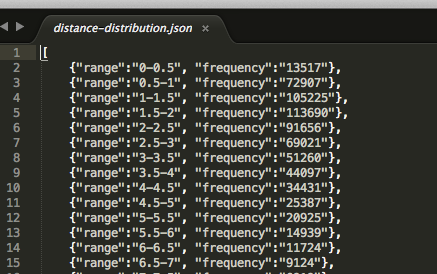 distance-distribution.json ×
1 [
2 {"range":"0-0.5", "frequency":"13517"},
3 {"range":"0.5-1", "frequency":"72907"},
4 {"range":"1-1.5", "frequency":"105225"},
5 {"range":"1.5-2", "frequency":"113690"},
6 {"range":"2-2.5", "frequency":"91656"},
7 {"range":"2.5-3", "frequency":"69021"},
8 {"range":"3-3.5", "frequency":"51260"},
9 {"range":"3.5-4", "frequency":"44097"},
10 {"range":"4-4.5", "frequency":"34431"},
11 {"range":"4.5-5", "frequency":"25387"},
12 {"range":"5-5.5", "frequency":"20925"},
13 {"range":"5.5-6", "frequency":"14939"},
14 {"range":"6-6.5", "frequency":"11724"},
15 {"range":"6.5-7", "frequency":"9124"},